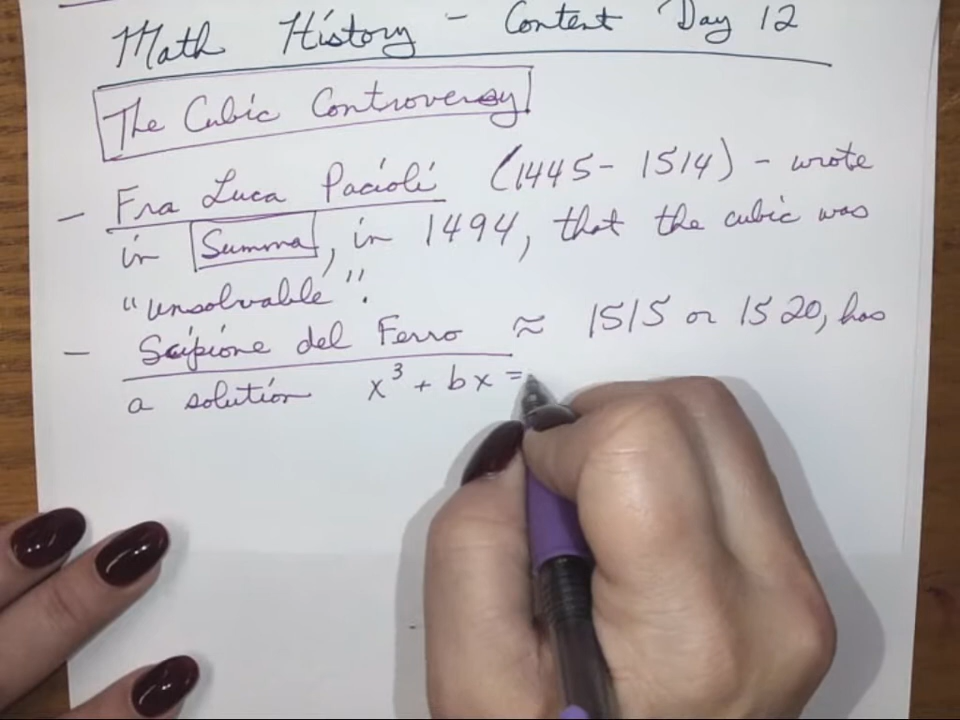 Math History - Content Day 12
The Cubic Controversy
- Fra Luca Pacioli (1445- 1514) - wrote
in Summa, in 1494, that the cubic was
"unsolvable".
- Scipione del Ferro ≈ 1515 or 1520, has
a solution x³ + bx =